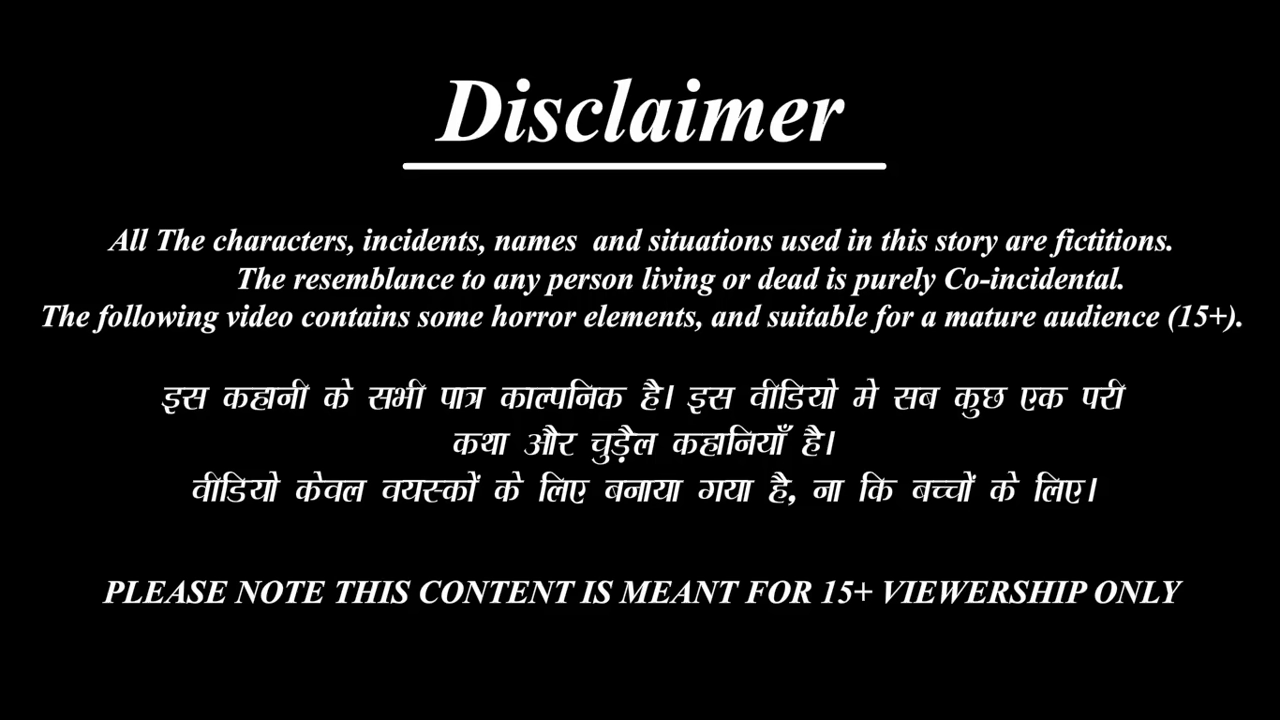 Disclaimer
All The characters, incidents, names and situations used in this story are fictitions.
The resemblance to any person living or dead is purely Co-incidental.
The following video contains some horror elements, and suitable for a mature audience (15+).
इस कहानी के सभी पात्र काल्पनिक है। इस वीडियो मे सब कुछ एक परी
कथा और चुड़ैल कहानियाँ है।
वीडियो केवल वयस्कों के लिए बनाया गया है, ना कि बच्चों के लिए।
PLEASE NOTE THIS CONTENT IS MEANT FOR 15+ VIEWERSHIP ONLY